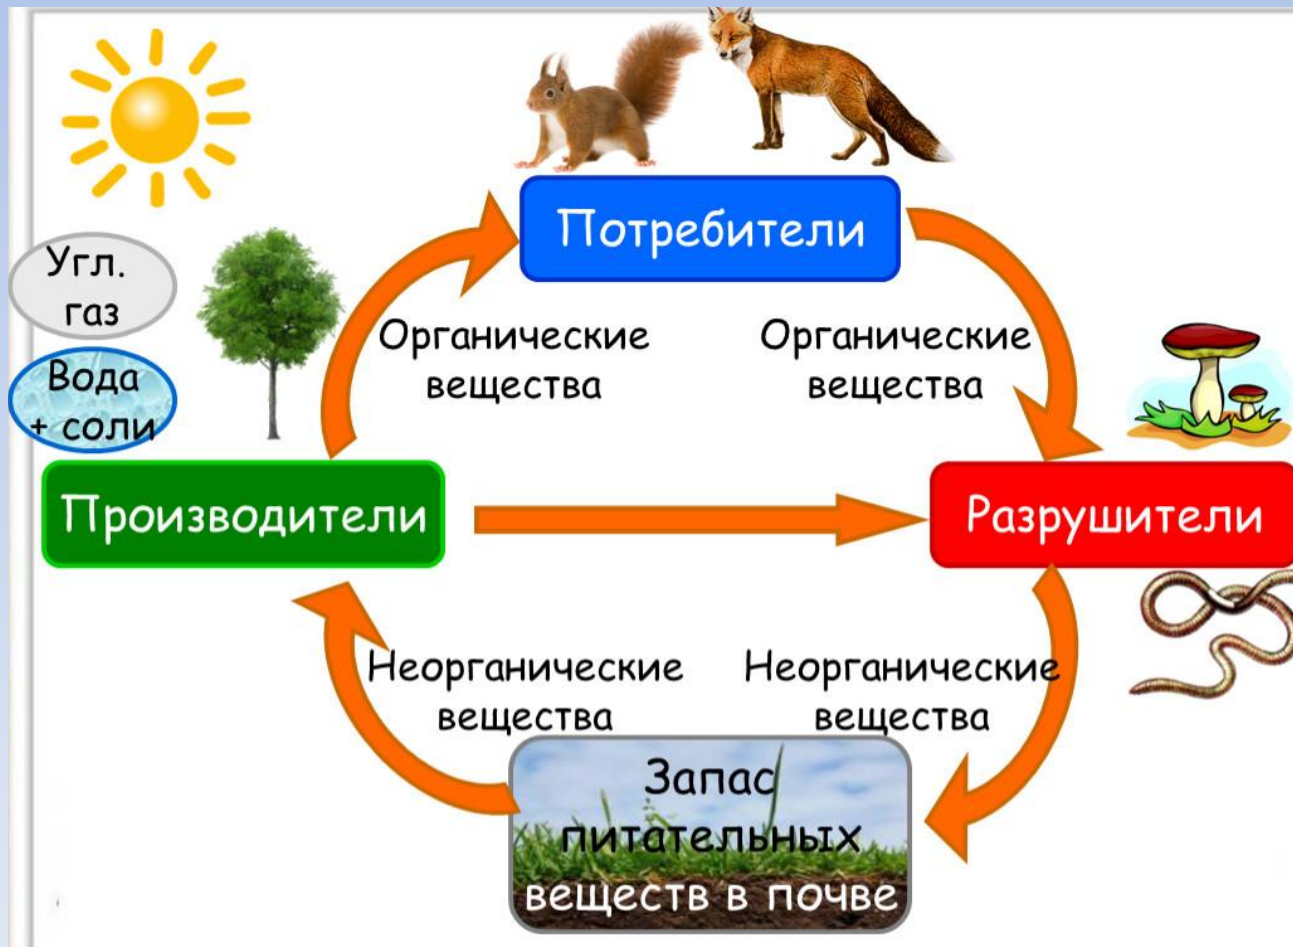 Потребители
Угл.
газ
Вода
+ соли
Органические
вещества
Органические
вещества
Производители
Разрушители
Неорганические
вещества
Неорганические
вещества
Запас
питательных
веществ в почве